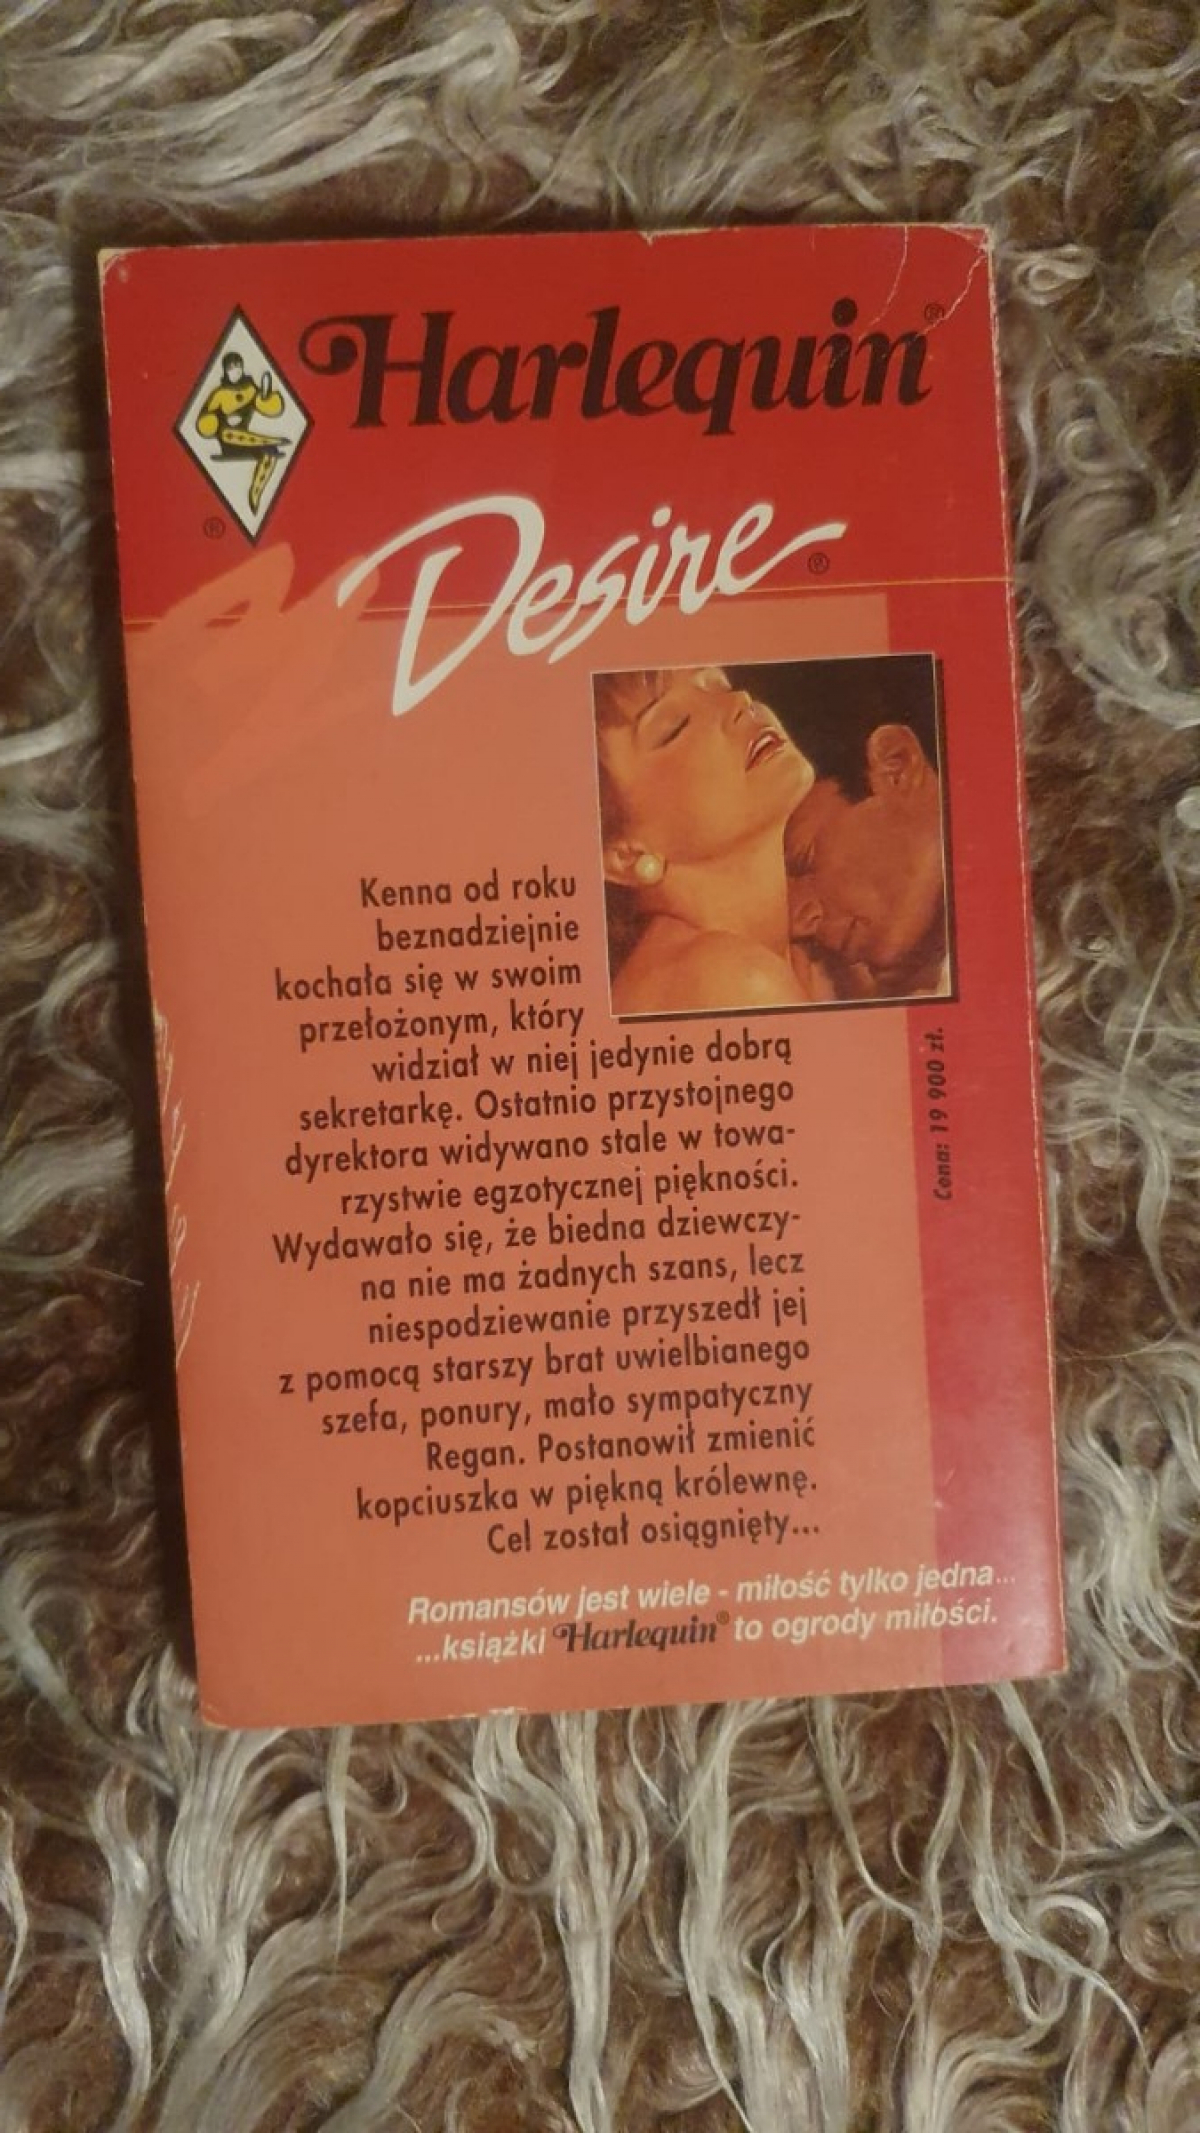 Harlequin®
®
Desire®
Kenna od roku
beznadziejnie
kochała się w swoim
przełożonym, który
widział w niej jedynie dobrą
sekretarkę. Ostatnio przystojnego
dyrektora widywano stale w towa-
rzystwie egzotycznej piękności.
Wydawało się, że biedna dziewczy-
na nie ma żadnych szans, lecz
niespodziewanie przyszedł jej
z pomocą starszy brat uwielbianego
szefa, ponury, mało sympatyczny
Regan. Postanowił zmienić
kopciuszka w piękną królewnę.
Cel został osiągnięty...
Cena: 19 900 zł.
Romansów jest wiele - miłość tylko jedna...
...książki Harlequin® to ogrody miłości.